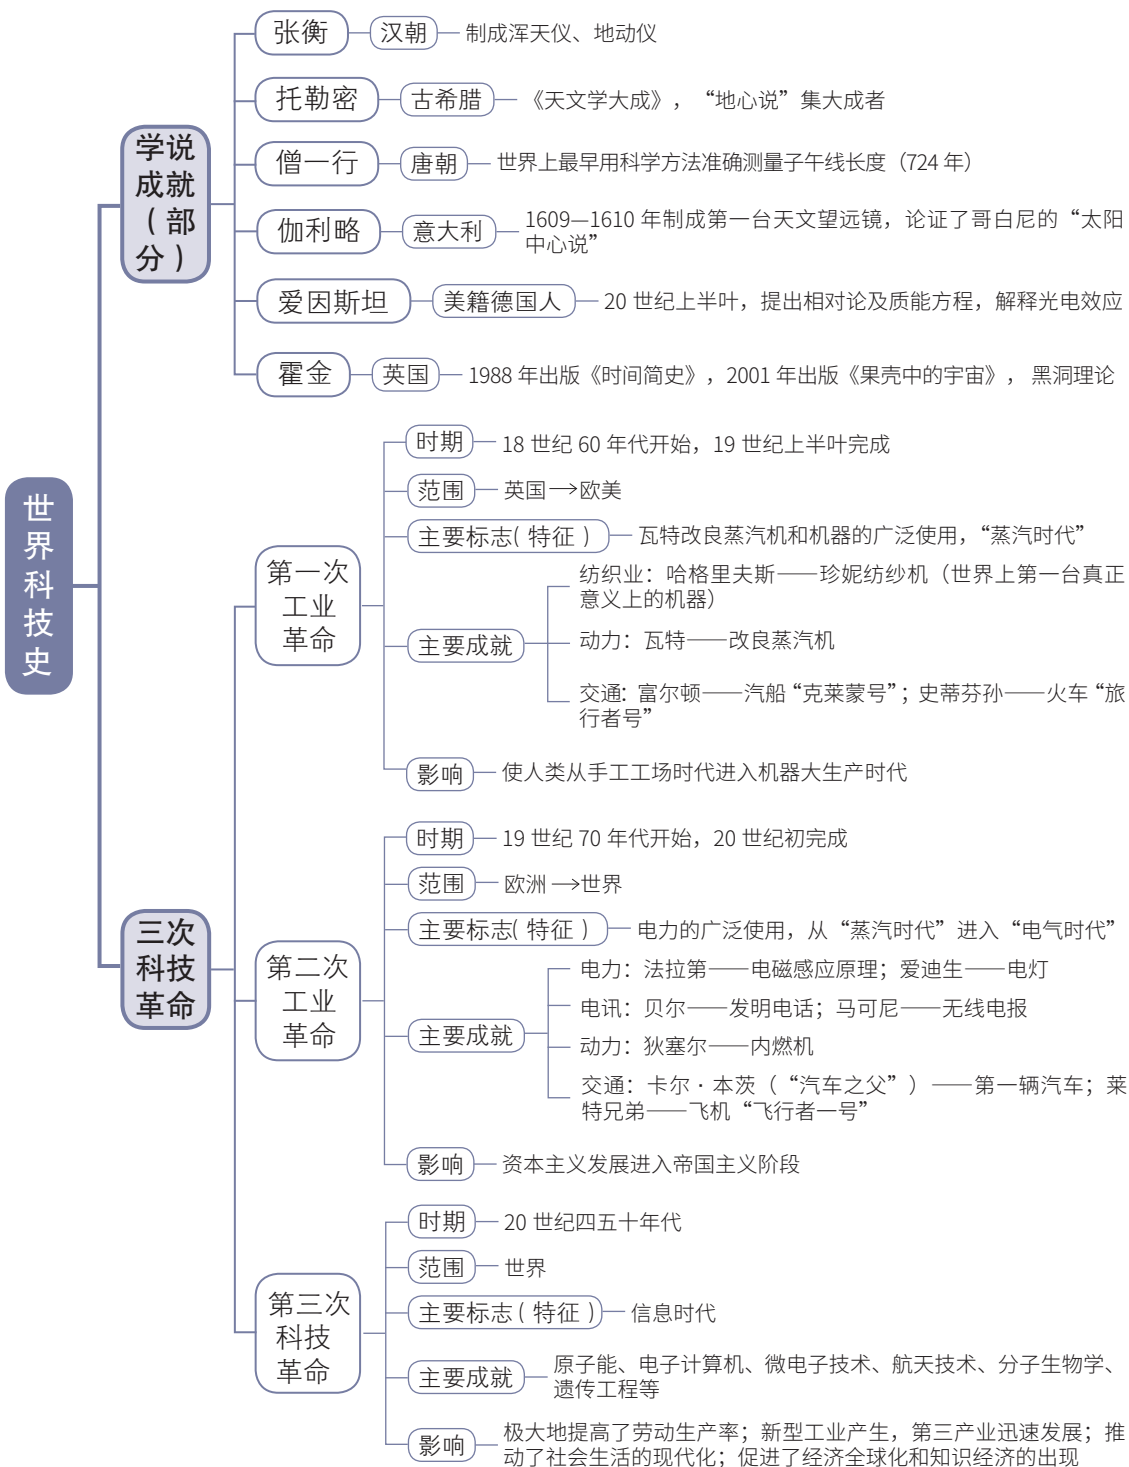 世界科技史
学说成就（部分）
张衡
汉朝
制成浑天仪、地动仪
托勒密
古希腊
《天文学大成》，“地心说”集大成者
僧一行
唐朝
世界上最早用科学方法准确测量子午线长度（724 年）
伽利略
意大利
1609—1610 年制成第一台天文望远镜，论证了哥白尼的“太阳
中心说”
爱因斯坦
美籍德国人
20 世纪上半叶，提出相对论及质能方程，解释光电效应
霍金
英国
1988 年出版《时间简史》，2001 年出版《果壳中的宇宙》， 黑洞理论
三次科技革命
第一次
工业
革命
时期
18 世纪 60 年代开始，19 世纪上半叶完成
范围
英国→欧美
主要标志（特征）
瓦特改良蒸汽机和机器的广泛使用，“蒸汽时代”
主要成就
纺织业：哈格里夫斯——珍妮纺纱机（世界上第一台真正
意义上的机器）
动力：瓦特——改良蒸汽机
交通：富尔顿——汽船“克莱蒙号”；史蒂芬孙——火车“旅
行者号”
影响
使人类从手工工场时代进入机器大生产时代
第二次
工业
革命
时期
19 世纪 70 年代开始，20 世纪初完成
范围
欧洲→世界
主要标志（特征）
电力的广泛使用，从“蒸汽时代”进入“电气时代”
主要成就
电力：法拉第——电磁感应原理；爱迪生——电灯
电讯：贝尔——发明电话；马可尼——无线电报
动力：狄塞尔——内燃机
交通：卡尔·本茨（“汽车之父”）——第一辆汽车；莱
特兄弟——飞机“飞行者一号”
影响
资本主义发展进入帝国主义阶段
第三次
科技
革命
时期
20 世纪四五十年代
范围
世界
主要标志（特征）
信息时代
主要成就
原子能、电子计算机、微电子技术、航天技术、分子生物学、
遗传工程等
影响
极大地提高了劳动生产率；新型工业产生，第三产业迅速发展；推
动了社会生活的现代化；促进了经济全球化和知识经济的出现